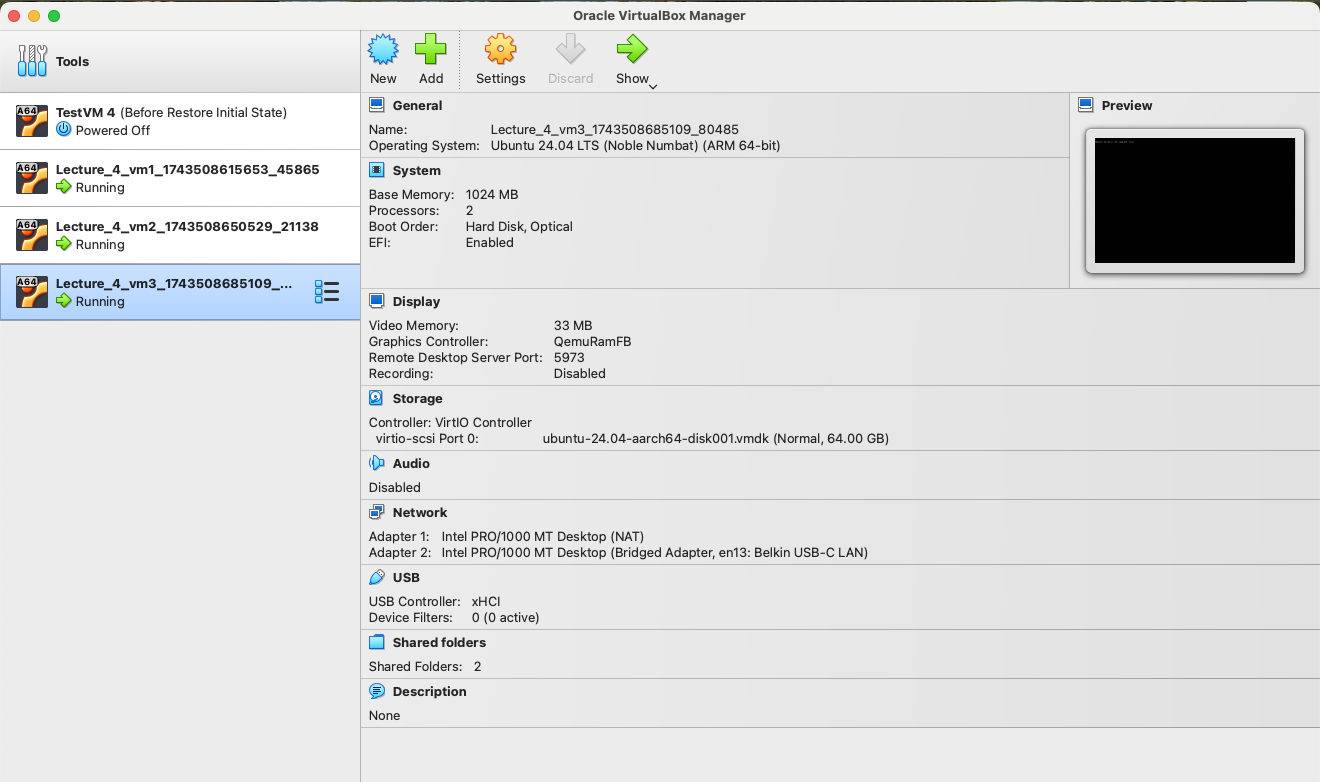 Oracle VirtualBox Manager
Tools
New
Add
Settings
Discard
Show
A64
TestVM 4 (Before Restore Initial State)
Powered Off
A64
Lecture_4_vm1_1743508615653_45865
Running
A64
Lecture_4_vm2_1743508650529_21138
Running
A64
Lecture_4_vm3_1743508685109_...
Running
General
Name: Lecture_4_vm3_1743508685109_80485
Operating System: Ubuntu 24.04 LTS (Noble Numbat) (ARM 64-bit)
Preview
System
Base Memory: 1024 MB
Processors: 2
Boot Order: Hard Disk, Optical
EFI: Enabled
Display
Video Memory: 33 MB
Graphics Controller: QemuRamFB
Remote Desktop Server Port: 5973
Recording: Disabled
Storage
Controller: VirtIO Controller
virtio-scsi Port 0: ubuntu-24.04-aarch64-disk001.vmdk (Normal, 64.00 GB)
Audio
Disabled
Network
Adapter 1: Intel PRO/1000 MT Desktop (NAT)
Adapter 2: Intel PRO/1000 MT Desktop (Bridged Adapter, en13: Belkin USB-C LAN)
USB
USB Controller: xHCI
Device Filters: 0 (0 active)
Shared folders
Shared Folders: 2
Description
None